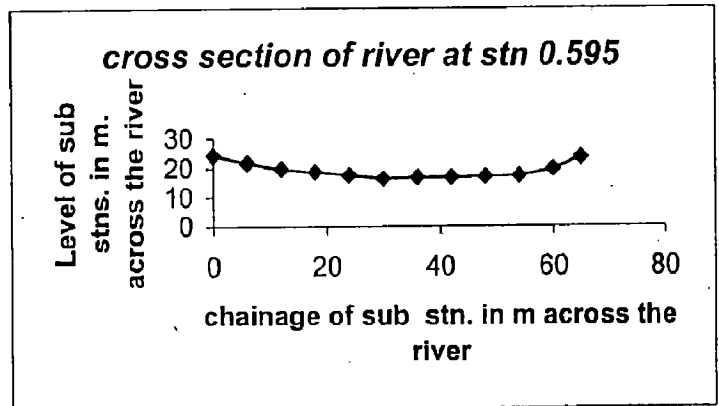 cross section of river at stn 0.595
Level of sub
stns. in m.
across the river
30
20
10
0
0
20
40
60
80
chainage of sub stn. in m across the
river